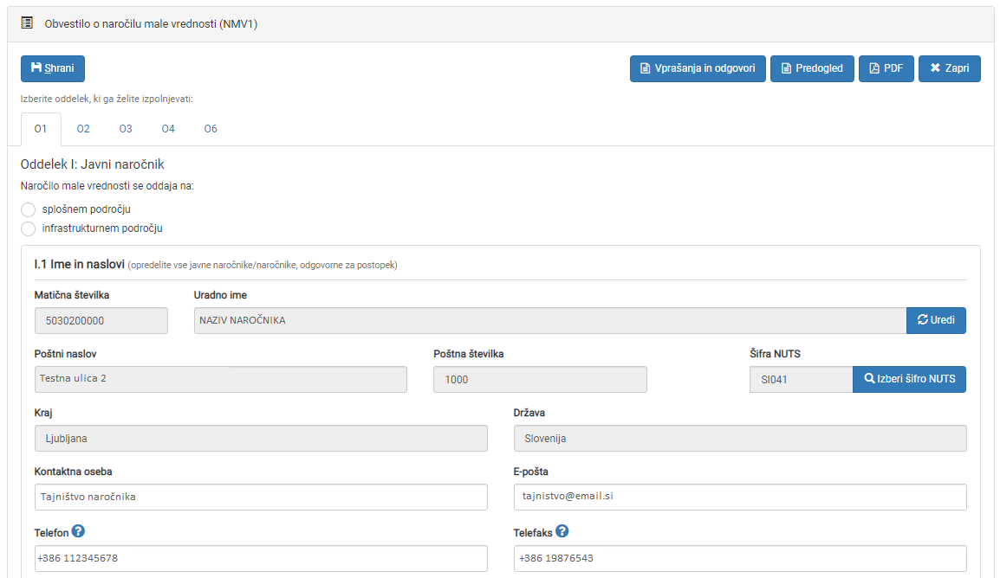 Obvestilo o naročilu male vrednosti (NMV1)
Shrani Vprašanja in odgovori Predogled PDF Zapri
Izberite oddelek, ki ga želite izpolnjevati:
O1 O2 O3 O4 O6
Oddelek I: Javni naročnik
Naročilo male vrednosti se oddaja na:
splošnem področju
infrastrukturnem področju
I.1 Ime in naslovi (opredelite vse javne naročnike/naročnike, odgovorne za postopek)
Matična številka Uradno ime
5030200000 NAZIV NAROČNIKA Uredi
Poštni naslov Poštna številka Šifra NUTS
Testna ulica 2 1000 SI041 Izberi šifro NUTS
Kraj Država
Ljubljana Slovenija
Kontaktna oseba E-pošta
Tajništvo naročnika tajnistvo@email.si
Telefon ? Telefaks ?
+386 112345678 +386 19876543